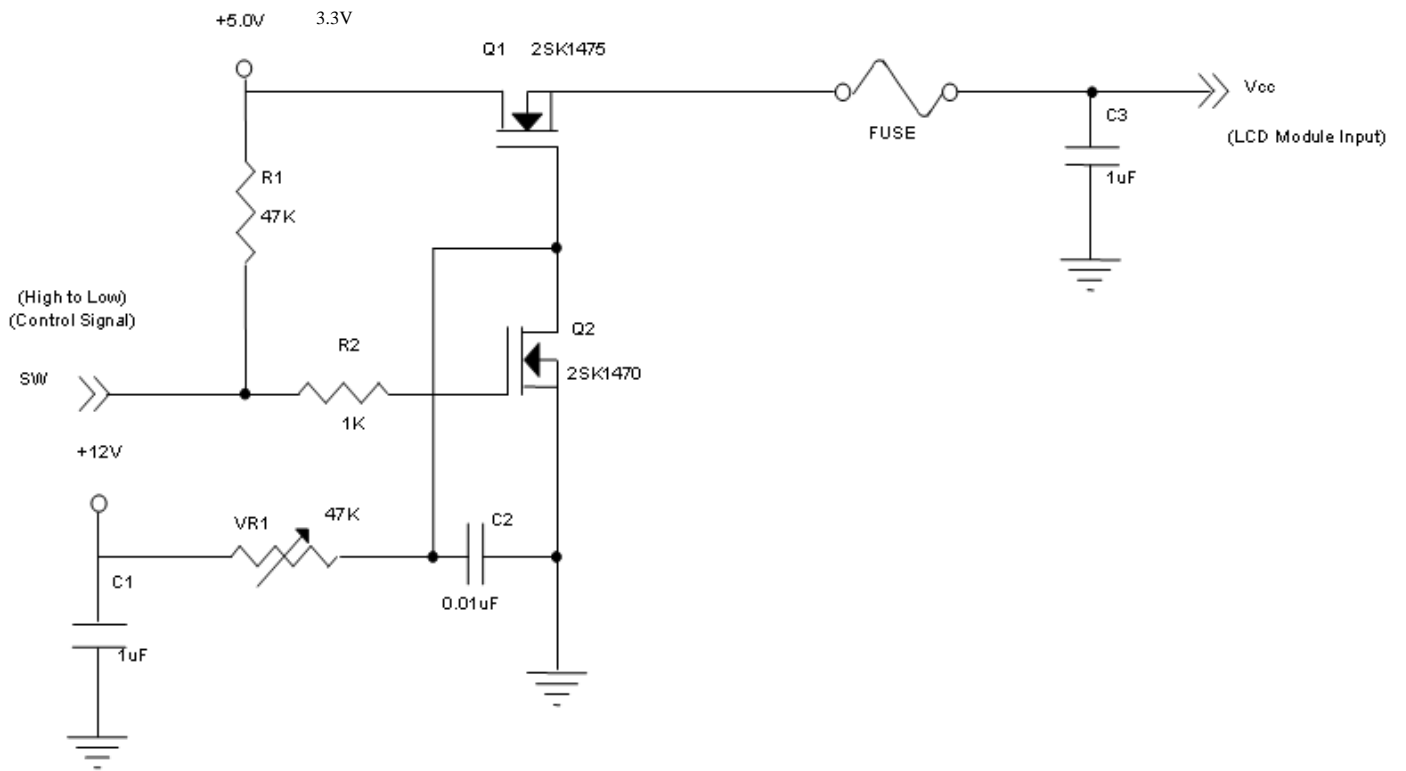 +5.0V
3.3V
Q1 2SK1475
Vcc
C3
FUSE
(LCD Module Input)
R1
1uF
47K
(High to Low)
(Control Signal)
Q2
R2
SW
2SK1470
1K
+12V
47K
VR1
C2
C1
0.01uF
1uF